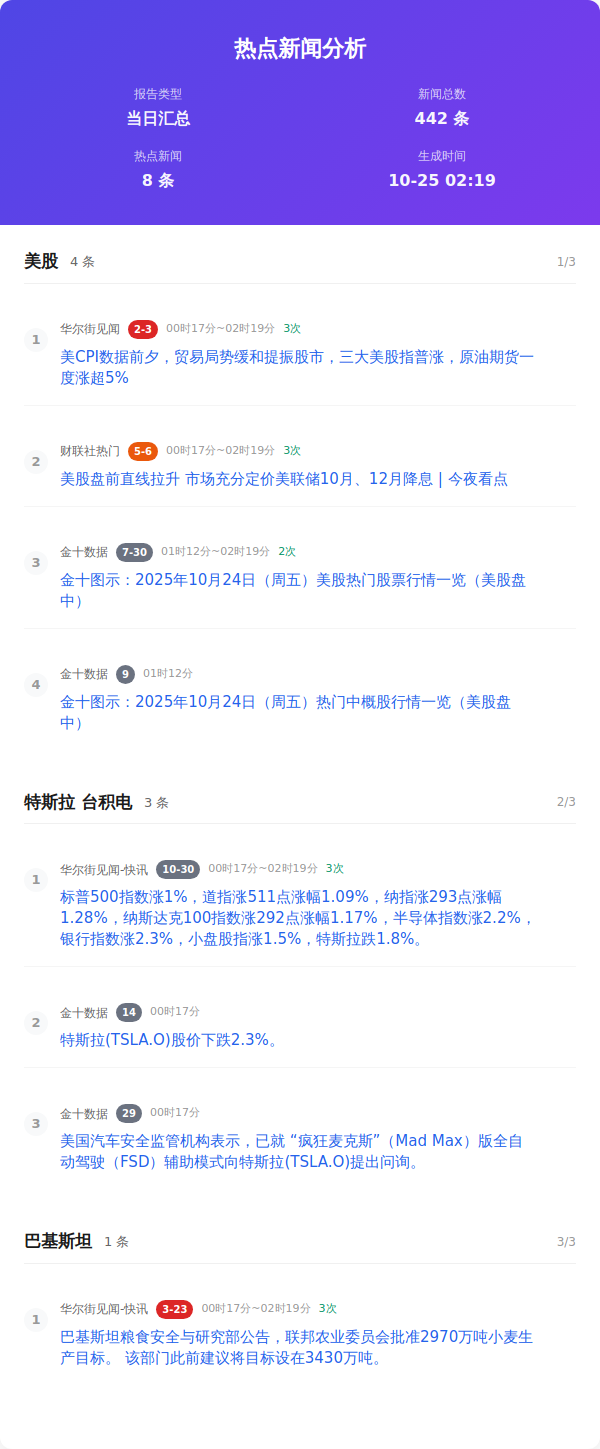 热点新闻分析
报告类型
当日汇总
新闻总数
442 条
热点新闻
8 条
生成时间
10-25 02:19
美股 4 条 1/3
1
华尔街见闻 2-3 00时17分~02时19分 3次
美CPI数据前夕，贸易局势缓和提振股市，三大美股指普涨，原油期货一
度涨超5%
2
财联社热门 5-6 00时17分~02时19分 3次
美股盘前直线拉升 市场充分定价美联储10月、12月降息 | 今夜看点
3
金十数据 7-30 01时12分~02时19分 2次
金十图示：2025年10月24日（周五）美股热门股票行情一览（美股盘
中）
4
金十数据 9 01时12分
金十图示：2025年10月24日（周五）热门中概股行情一览（美股盘
中）
特斯拉 台积电 3 条 2/3
1
华尔街见闻-快讯 10-30 00时17分~02时19分 3次
标普500指数涨1%，道指涨511点涨幅1.09%，纳指涨293点涨幅
1.28%，纳斯达克100指数涨292点涨幅1.17%，半导体指数涨2.2%，
银行指数涨2.3%，小盘股指涨1.5%，特斯拉跌1.8%。
2
金十数据 14 00时17分
特斯拉(TSLA.O)股价下跌2.3%。
3
金十数据 29 00时17分
美国汽车安全监管机构表示，已就 “疯狂麦克斯”（Mad Max）版全自
动驾驶（FSD）辅助模式向特斯拉(TSLA.O)提出问询。
巴基斯坦 1 条 3/3
1
华尔街见闻-快讯 3-23 00时17分~02时19分 3次
巴基斯坦粮食安全与研究部公告，联邦农业委员会批准2970万吨小麦生
产目标。 该部门此前建议将目标设在3430万吨。